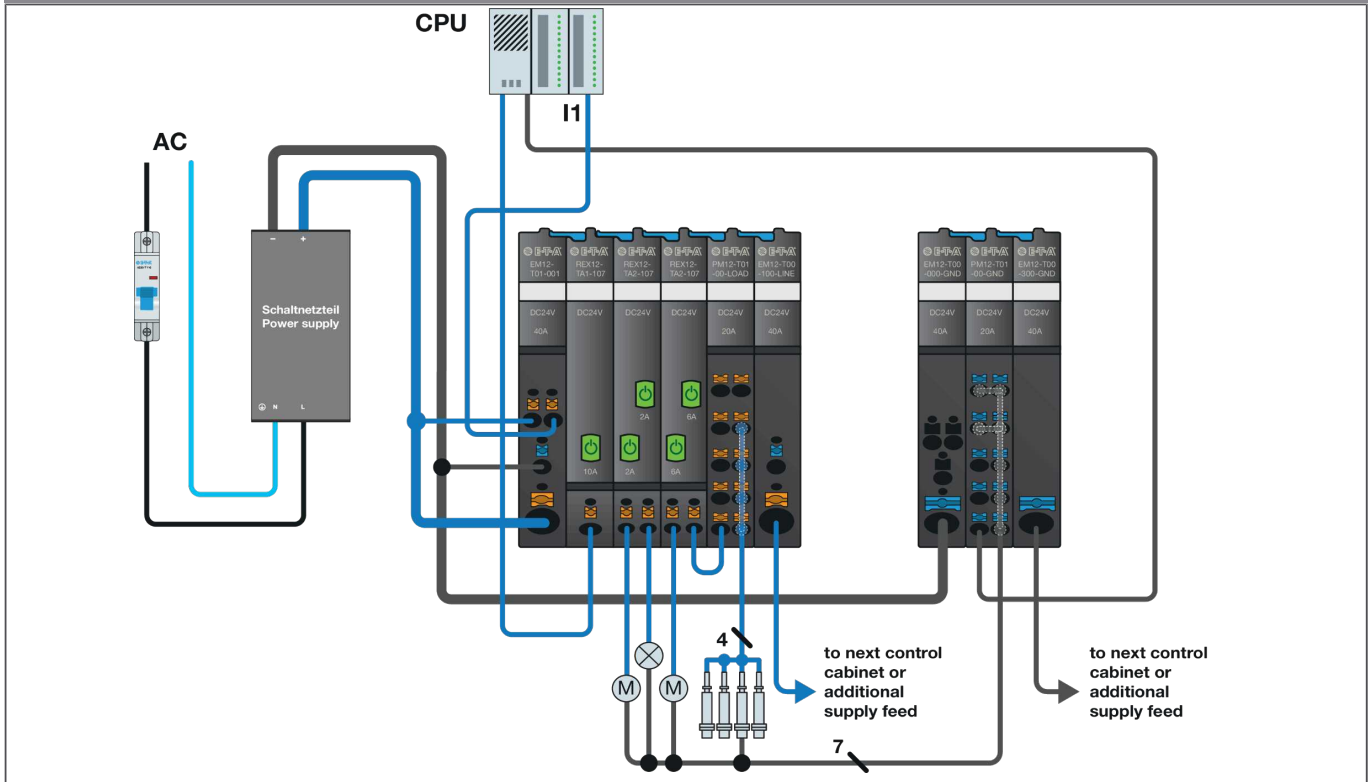 CPU
I1
AC
Schaltnetzteil
Power supply
− +
N L
E-T-A
EM12-
T01-001
DC24V
40A
E-T-A
REX12-
TA1-107
DC24V
10A
E-T-A
REX12-
TA2-107
DC24V
2A
2A
E-T-A
REX12-
TA2-107
DC24V
6A
6A
E-T-A
PM12-T01
-00-LOAD
DC24V
20A
E-T-A
EM12-T00
-100-LINE
DC24V
40A
E-T-A
EM12-T00
-000-GND
DC24V
40A
E-T-A
PM12-T01
-00-GND
DC24V
20A
E-T-A
EM12-T00
-300-GND
DC24V
40A
4
M
M
to next control
cabinet or
additional
supply feed
to next control
cabinet or
additional
supply feed
7